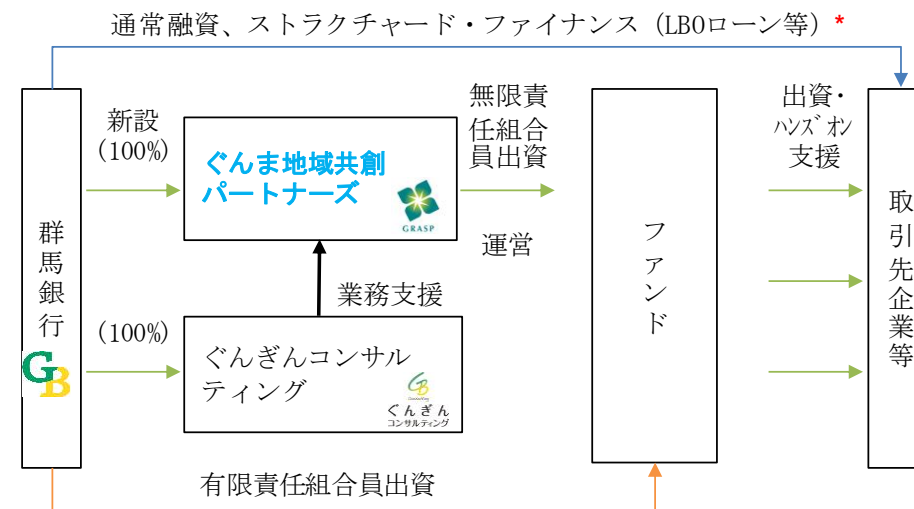 通常融資、ストラクチャード・ファイナンス（LBOローン等）*
新設
(100%)
無限責
任組合
員出資
出資・
ﾊﾝｽﾞｵﾝ
支援
ぐんま地域共創
パートナーズ
GRASP
群馬銀行
GB
運営
ファンド
取引先企業等
業務支援
(100%)
ぐんぎんコンサル
ティング
GB
Consulting
ぐんぎん
コンサルティング
有限責任組合員出資